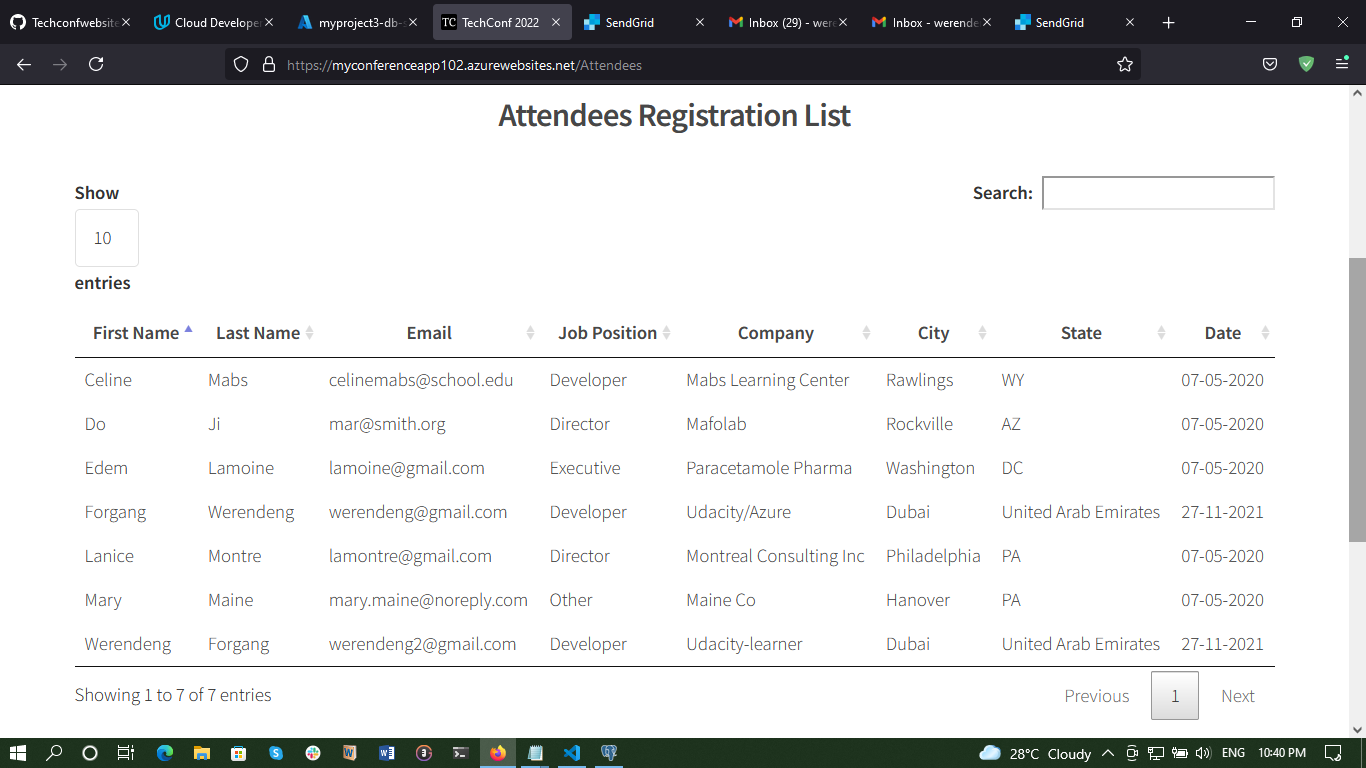 Techconfwebsite
Cloud Developer
myproject3-db-
TechConf 2022
SendGrid
Inbox (29) - were
Inbox - werende
SendGrid
https://myconferenceapp102.azurewebsites.net/Attendees
Attendees Registration List
Show
10
entries
Search:
First Name Last Name Email Job Position Company City State Date
Celine Mabs celinemabs@school.edu Developer Mabs Learning Center Rawlings WY 07-05-2020
Do Ji mar@smith.org Director Mafolab Rockville AZ 07-05-2020
Edem Lamoine lamoine@gmail.com Executive Paracetamole Pharma Washington DC 07-05-2020
Forgang Werendeng werendeng@gmail.com Developer Udacity/Azure Dubai United Arab Emirates 27-11-2021
Lanice Montre lamontre@gmail.com Director Montreal Consulting Inc Philadelphia PA 07-05-2020
Mary Maine mary.maine@noreply.com Other Maine Co Hanover PA 07-05-2020
Werendeng Forgang werendeng2@gmail.com Developer Udacity-learner Dubai United Arab Emirates 27-11-2021
Showing 1 to 7 of 7 entries
Previous 1 Next
28°C Cloudy ENG 10:40 PM